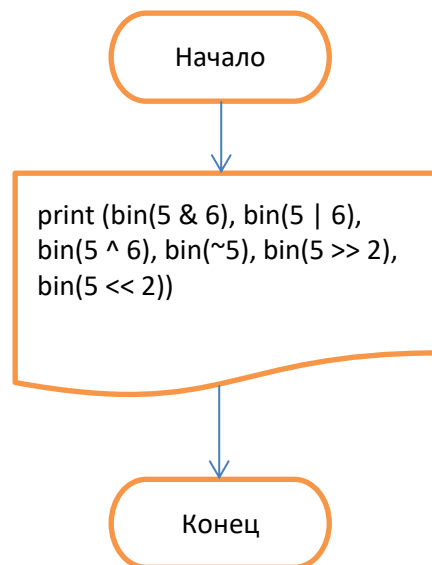 Начало
print (bin(5 & 6), bin(5 | 6),
bin(5 ^ 6), bin(~5), bin(5 >> 2),
bin(5 << 2))
Конец